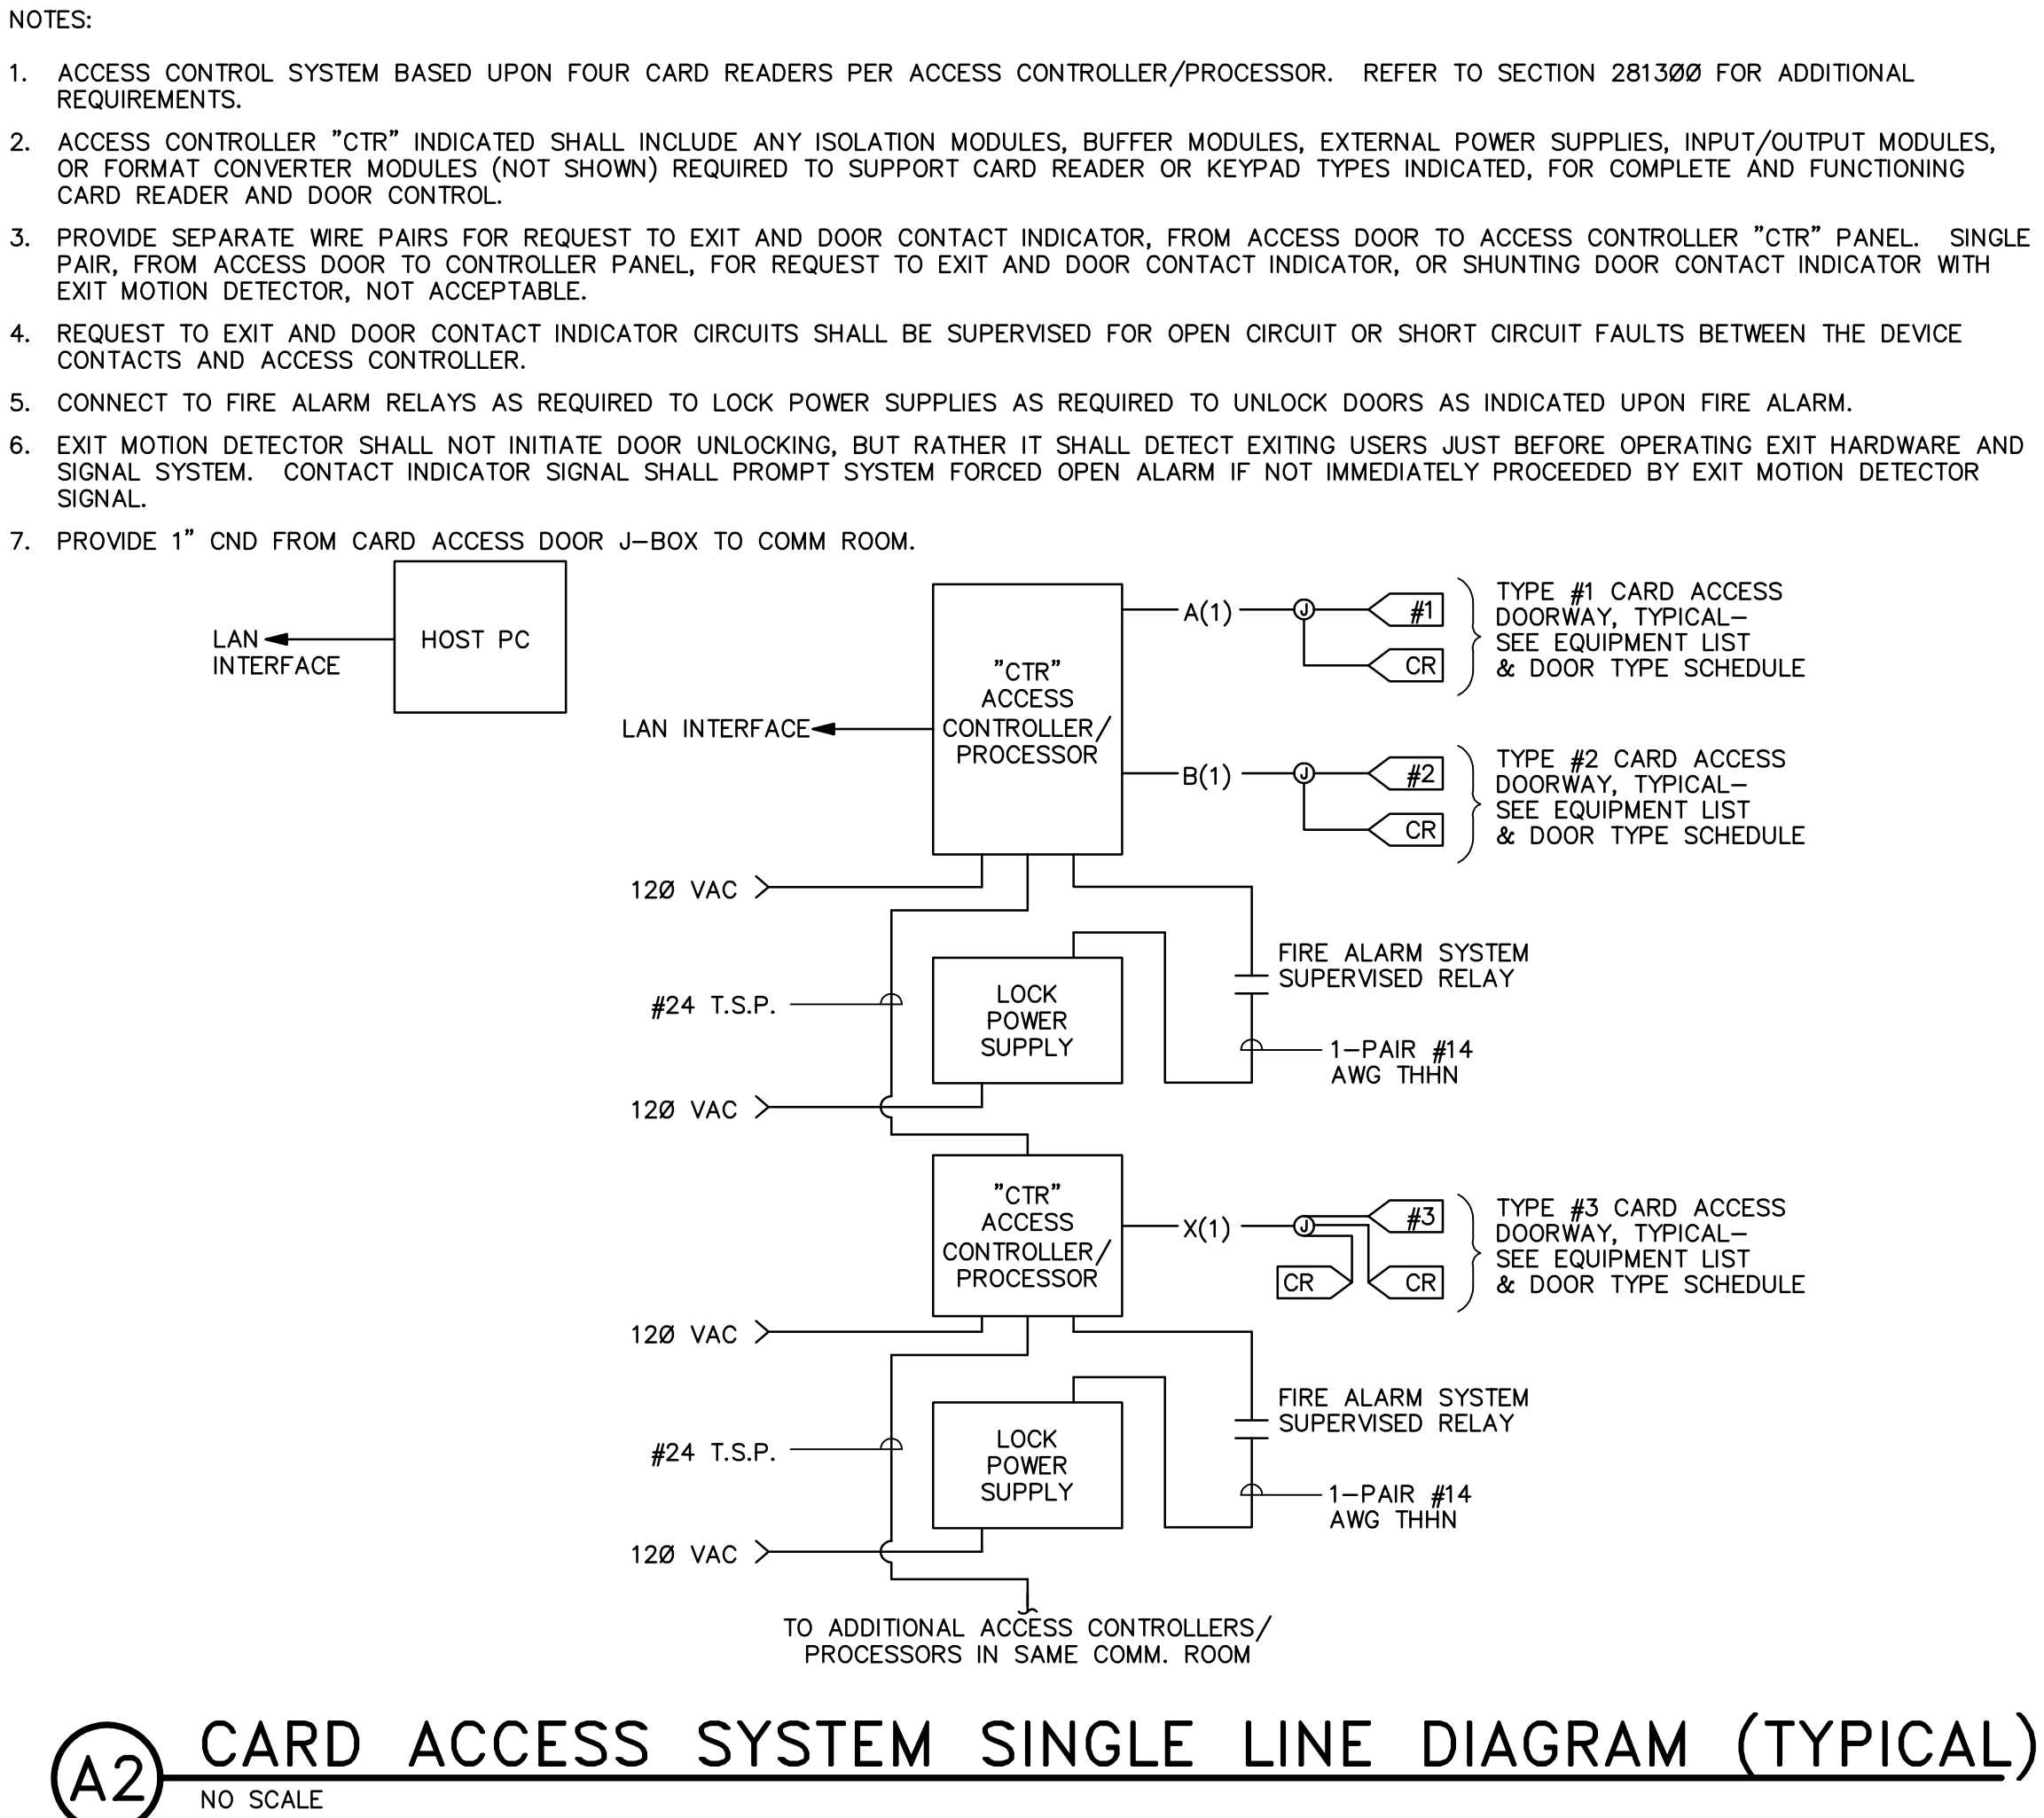 NOTES:
1. ACCESS CONTROL SYSTEM BASED UPON FOUR CARD READERS PER ACCESS CONTROLLER/PROCESSOR. REFER TO SECTION 281300 FOR ADDITIONAL
REQUIREMENTS.
2. ACCESS CONTROLLER "CTR" INDICATED SHALL INCLUDE ANY ISOLATION MODULES, BUFFER MODULES, EXTERNAL POWER SUPPLIES, INPUT/OUTPUT MODULES,
OR FORMAT CONVERTER MODULES (NOT SHOWN) REQUIRED TO SUPPORT CARD READER OR KEYPAD TYPES INDICATED, FOR COMPLETE AND FUNCTIONING
CARD READER AND DOOR CONTROL.
3. PROVIDE SEPARATE WIRE PAIRS FOR REQUEST TO EXIT AND DOOR CONTACT INDICATOR, FROM ACCESS DOOR TO ACCESS CONTROLLER "CTR" PANEL. SINGLE
PAIR, FROM ACCESS DOOR TO CONTROLLER PANEL, FOR REQUEST TO EXIT AND DOOR CONTACT INDICATOR, OR SHUNTING DOOR CONTACT INDICATOR WITH
EXIT MOTION DETECTOR, NOT ACCEPTABLE.
4. REQUEST TO EXIT AND DOOR CONTACT INDICATOR CIRCUITS SHALL BE SUPERVISED FOR OPEN CIRCUIT OR SHORT CIRCUIT FAULTS BETWEEN THE DEVICE
CONTACTS AND ACCESS CONTROLLER.
5. CONNECT TO FIRE ALARM RELAYS AS REQUIRED TO LOCK POWER SUPPLIES AS REQUIRED TO UNLOCK DOORS AS INDICATED UPON FIRE ALARM.
6. EXIT MOTION DETECTOR SHALL NOT INITIATE DOOR UNLOCKING, BUT RATHER IT SHALL DETECT EXITING USERS JUST BEFORE OPERATING EXIT HARDWARE AND
SIGNAL SYSTEM. CONTACT INDICATOR SIGNAL SHALL PROMPT SYSTEM FORCED OPEN ALARM IF NOT IMMEDIATELY PROCEEDED BY EXIT MOTION DETECTOR
SIGNAL.
7. PROVIDE 1" CND FROM CARD ACCESS DOOR J-BOX TO COMM ROOM.
LAN
INTERFACE
HOST PC
LAN INTERFACE
"CTR"
ACCESS
CONTROLLER/
PROCESSOR
A(1)
J
#1
CR
TYPE #1 CARD ACCESS
DOORWAY, TYPICAL-
SEE EQUIPMENT LIST
& DOOR TYPE SCHEDULE
B(1)
J
#2
CR
TYPE #2 CARD ACCESS
DOORWAY, TYPICAL-
SEE EQUIPMENT LIST
& DOOR TYPE SCHEDULE
120 VAC
#24 T.S.P.
LOCK
POWER
SUPPLY
FIRE ALARM SYSTEM
SUPERVISED RELAY
1-PAIR #14
AWG THHN
120 VAC
"CTR"
ACCESS
CONTROLLER/
PROCESSOR
X(1)
J
#3
CR
CR
TYPE #3 CARD ACCESS
DOORWAY, TYPICAL-
SEE EQUIPMENT LIST
& DOOR TYPE SCHEDULE
120 VAC
#24 T.S.P.
LOCK
POWER
SUPPLY
FIRE ALARM SYSTEM
SUPERVISED RELAY
1-PAIR #14
AWG THHN
120 VAC
TO ADDITIONAL ACCESS CONTROLLERS/
PROCESSORS IN SAME COMM. ROOM
A2
CARD ACCESS SYSTEM SINGLE LINE DIAGRAM (TYPICAL)
NO SCALE